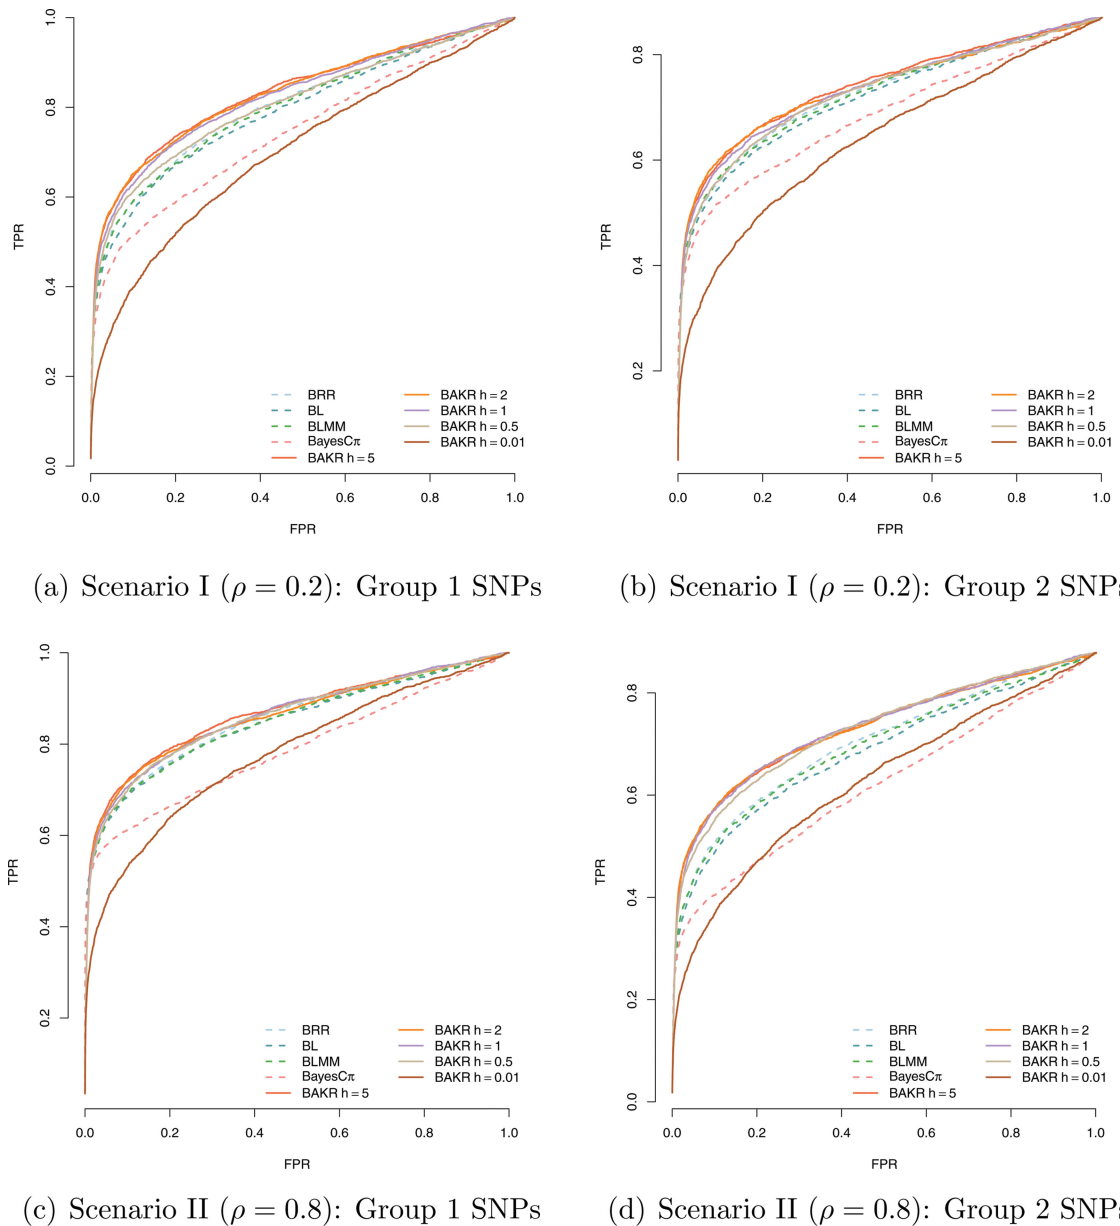 TPR
1.0
0.8
0.6
0.4
0.2
0.0
BRR
BL
BLMM
BayesCπ
BAKR h = 5
BAKR h = 2
BAKR h = 1
BAKR h = 0.5
BAKR h = 0.01
0.0 0.2 0.4 0.6 0.8 1.0
FPR
(a) Scenario I (ρ = 0.2): Group 1 SNPs
TPR
0.8
0.6
0.4
0.2
BRR
BL
BLMM
BayesCπ
BAKR h = 5
BAKR h = 2
BAKR h = 1
BAKR h = 0.5
BAKR h = 0.01
0.0 0.2 0.4 0.6 0.8 1.0
FPR
(b) Scenario I (ρ = 0.2): Group 2 SNPs
TPR
1.0
0.8
0.6
0.4
0.2
BRR
BL
BLMM
BayesCπ
BAKR h = 5
BAKR h = 2
BAKR h = 1
BAKR h = 0.5
BAKR h = 0.01
0.0 0.2 0.4 0.6 0.8 1.0
FPR
(c) Scenario II (ρ = 0.8): Group 1 SNPs
TPR
0.8
0.6
0.4
0.2
0.0
BRR
BL
BLMM
BayesCπ
BAKR h = 5
BAKR h = 2
BAKR h = 1
BAKR h = 0.5
BAKR h = 0.01
0.0 0.2 0.4 0.6 0.8 1.0
FPR
(d) Scenario II (ρ = 0.8): Group 2 SNPs